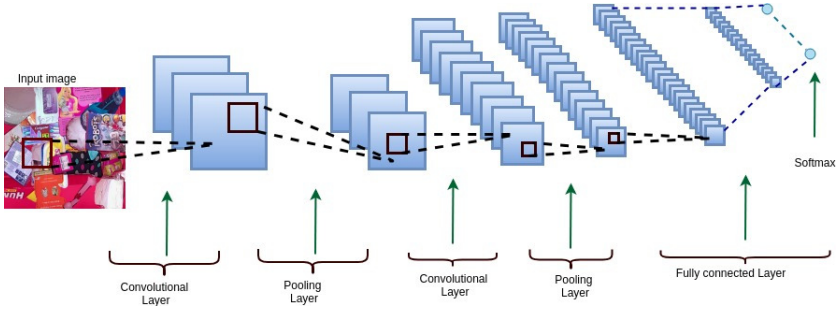 Input image
Softmax
Convolutional
Layer
Pooling
Layer
Convolutional
Layer
Pooling
Layer
Fully connected Layer